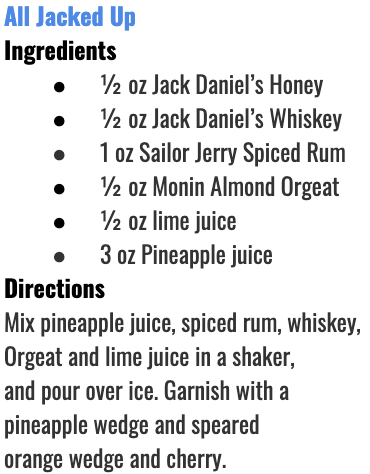 All Jacked Up
Ingredients
● ½ oz Jack Daniel’s Honey
● ½ oz Jack Daniel’s Whiskey
● 1 oz Sailor Jerry Spiced Rum
● ½ oz Monin Almond Orgeat
● ½ oz lime juice
● 3 oz Pineapple juice
Directions
Mix pineapple juice, spiced rum, whiskey,
Orgeat and lime juice in a shaker,
and pour over ice. Garnish with a
pineapple wedge and speared
orange wedge and cherry.